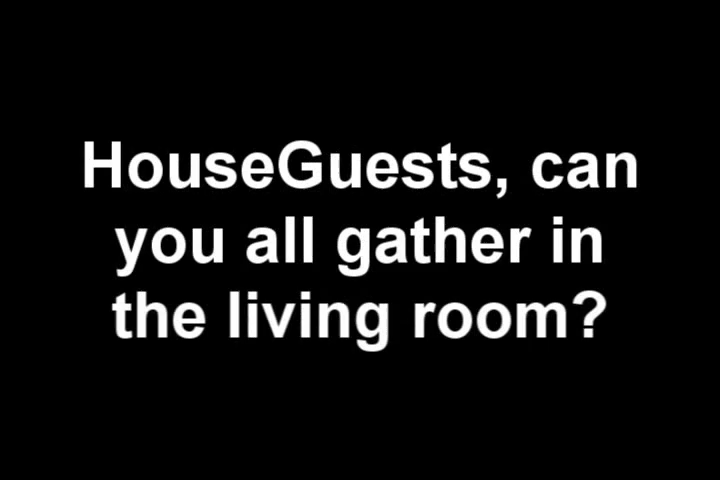 HouseGuests, can
you all gather in
the living room?